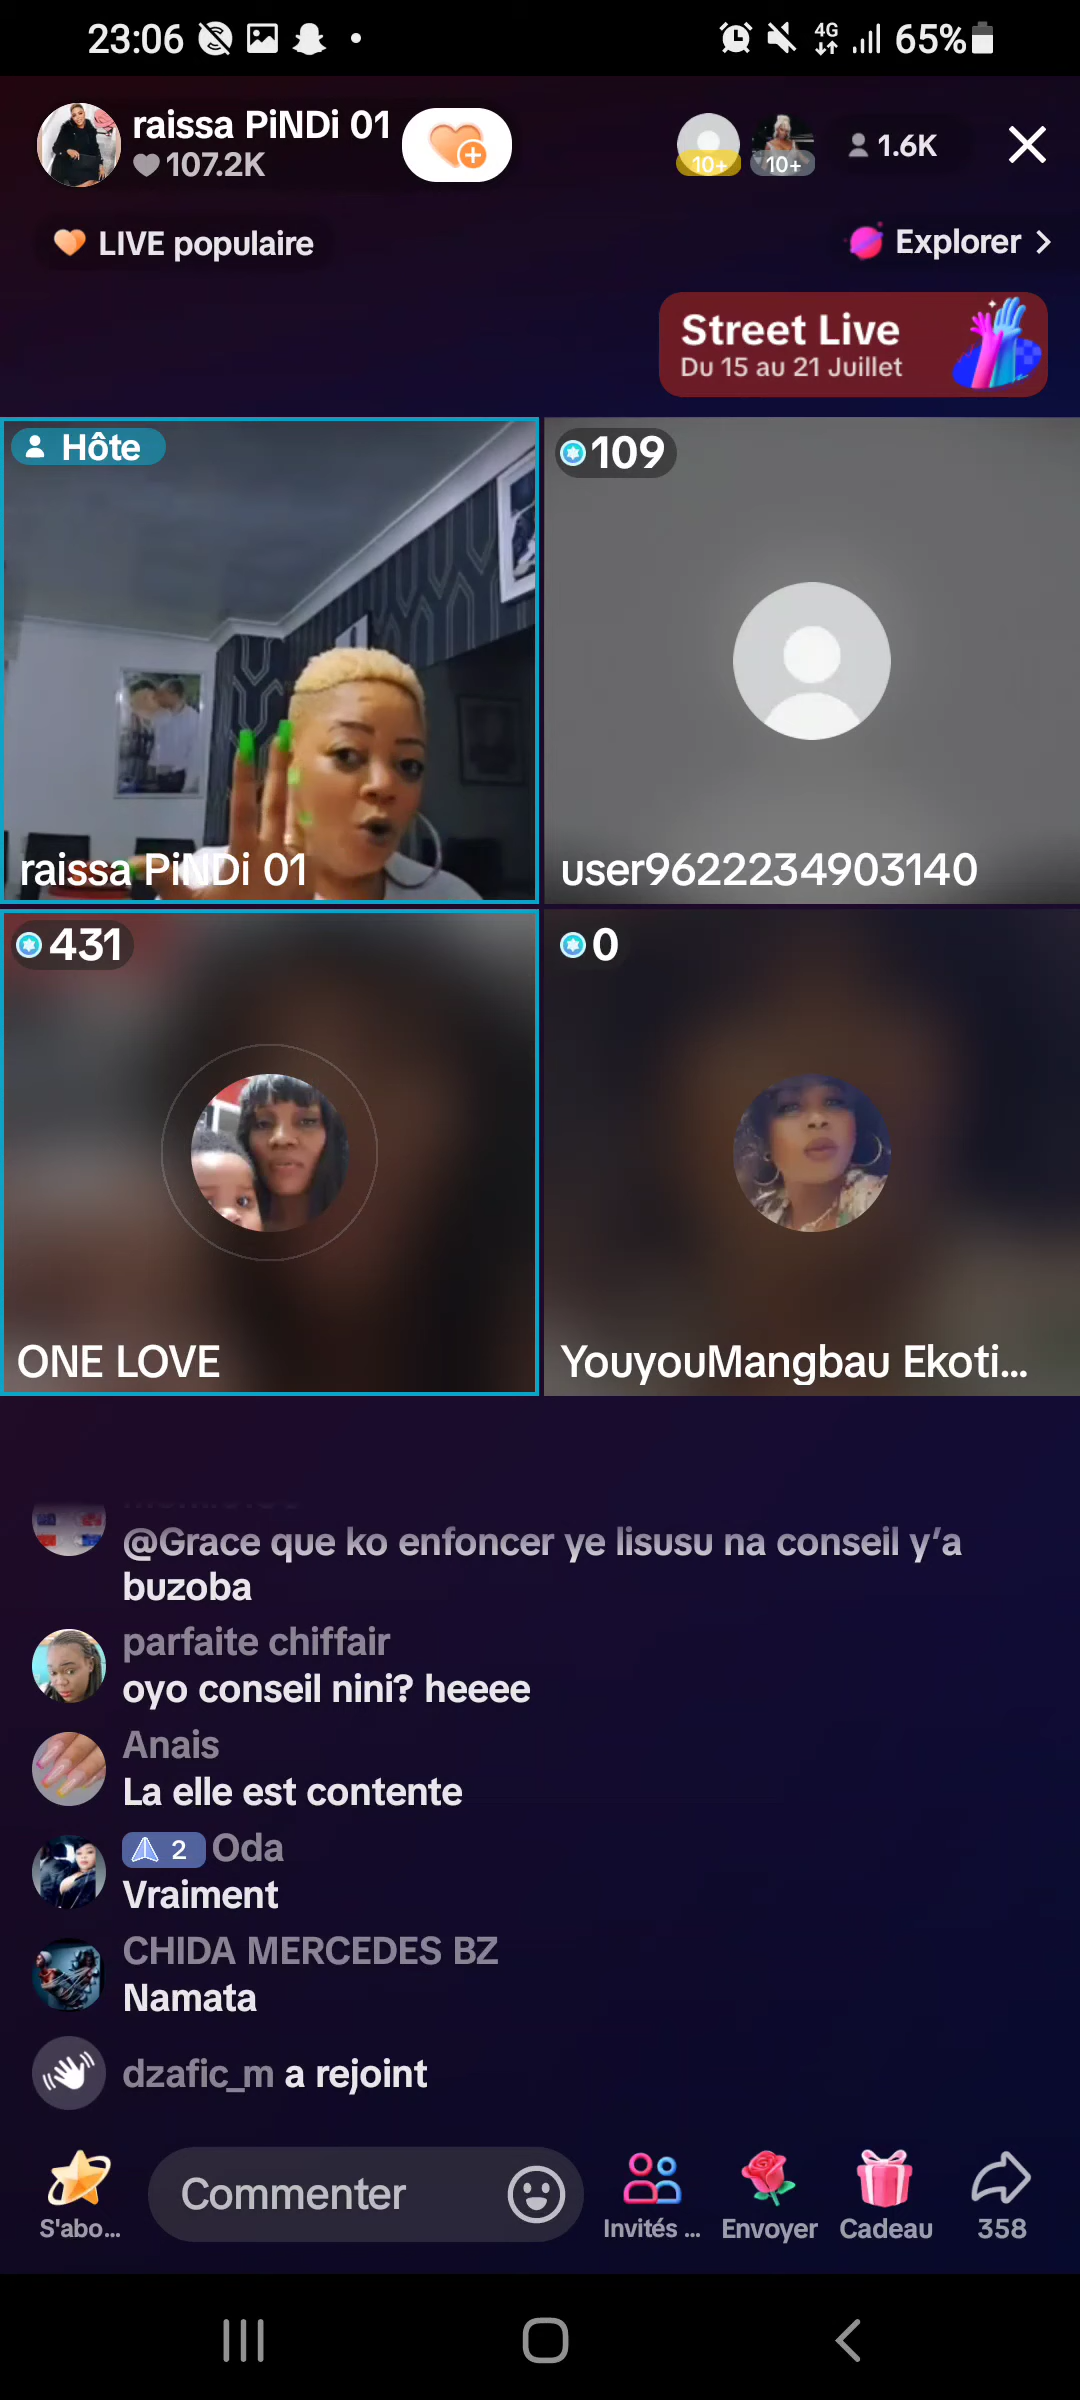 23:06
4G
65%
raissa PiNDi 01
107.2K
10+
10+
1.6K
LIVE populaire
Explorer
Street Live
Du 15 au 21 Juillet
Hôte
raissa PiNDi 01
109
user9622234903140
431
ONE LOVE
0
YouyouMangbau Ekoti...
@Grace que ko enfoncer ye lisusu na conseil y’a
buzoba
parfaite chiffair
oyo conseil nini? heeee
Anais
La elle est contente
2 Oda
Vraiment
CHIDA MERCEDES BZ
Namata
dzafic_m a rejoint
Commenter
S'abo...
Invités ...
Envoyer
Cadeau
358